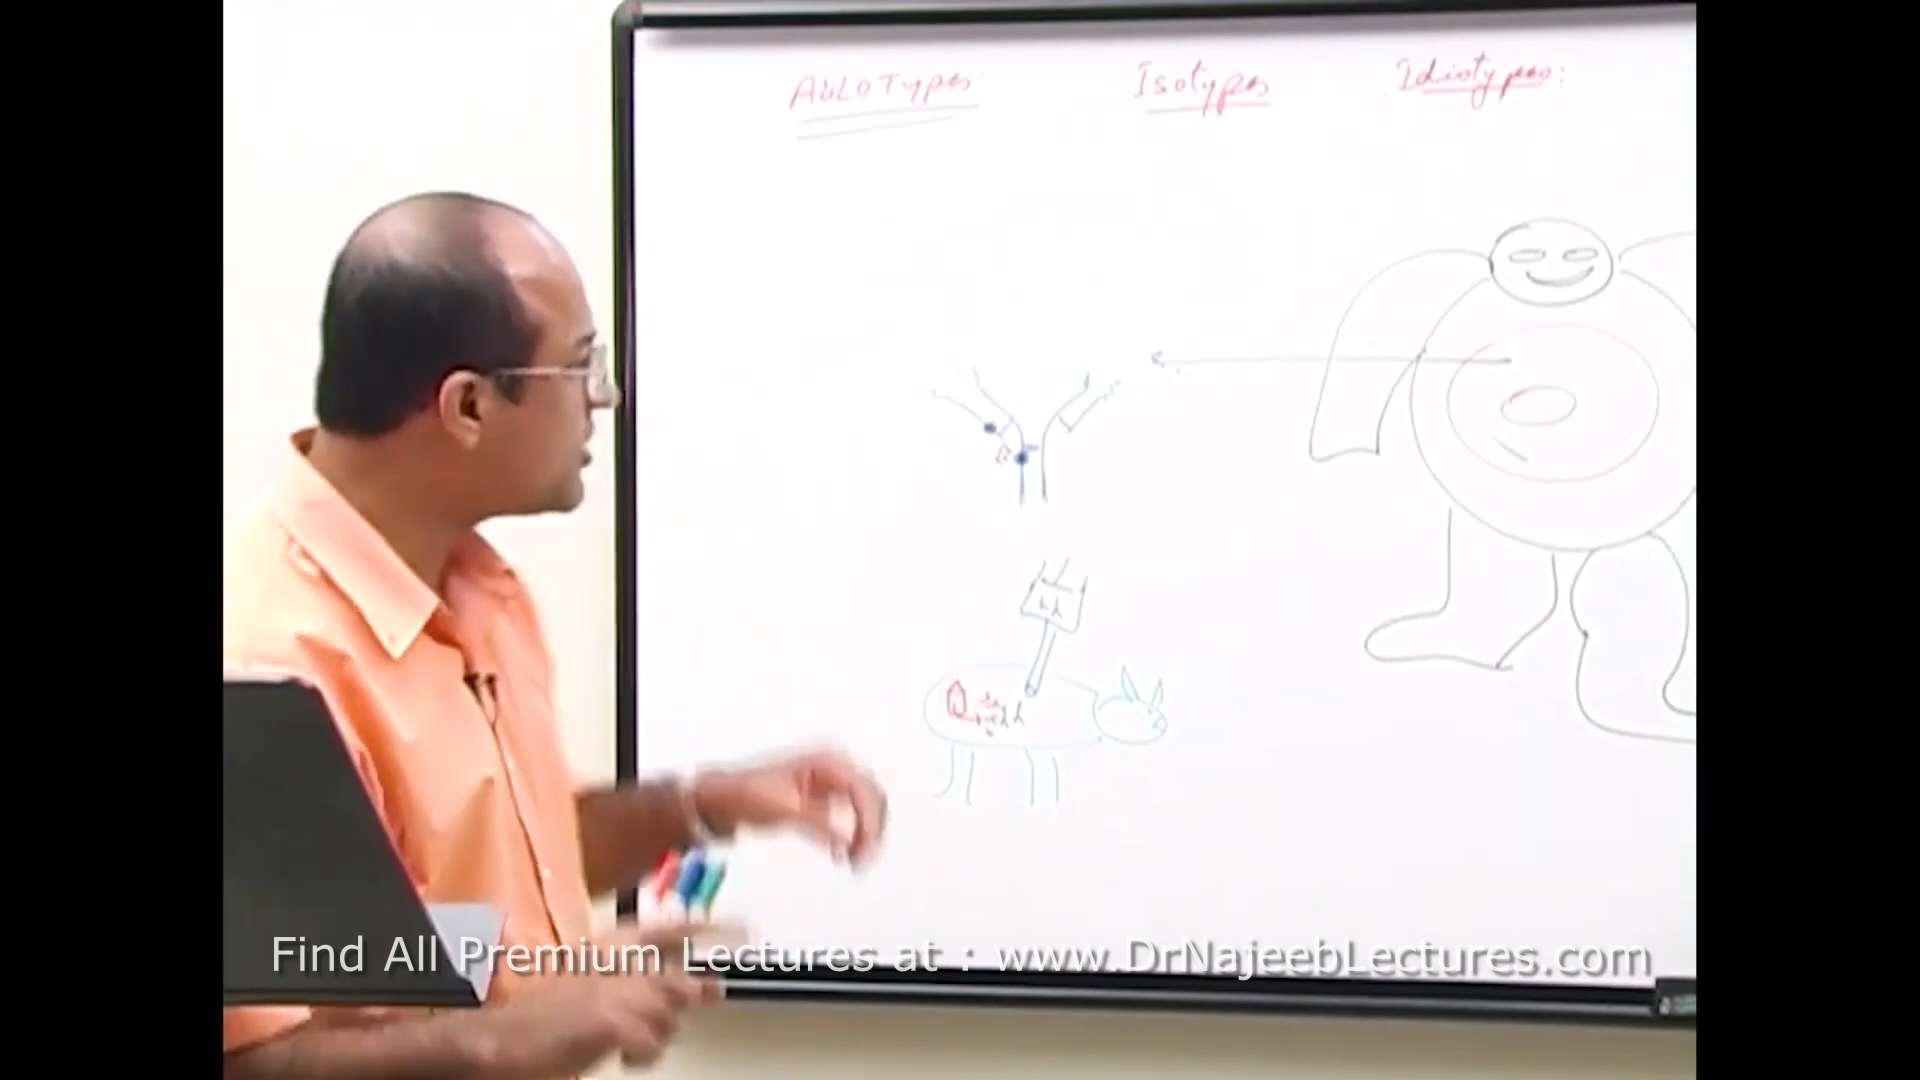 ALLOTypes:
Isotypes
Idiotypes:
Find All Premium Lectures at : www.DrNajeebLectures.com